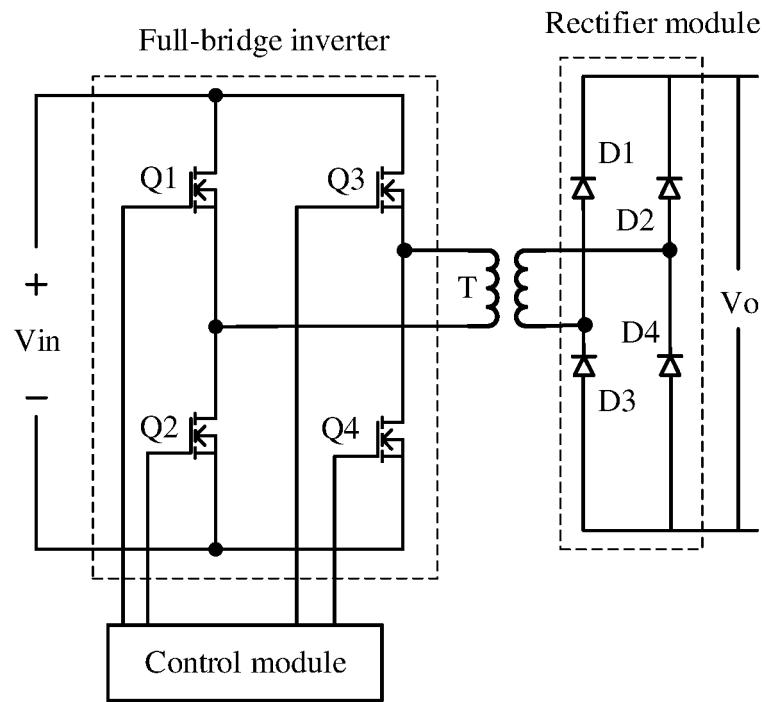 Full-bridge inverter
Rectifier module
Q1
Q3
D1
D2
+
Vin
−
T
Vo
Q2
Q4
D4
D3
Control module